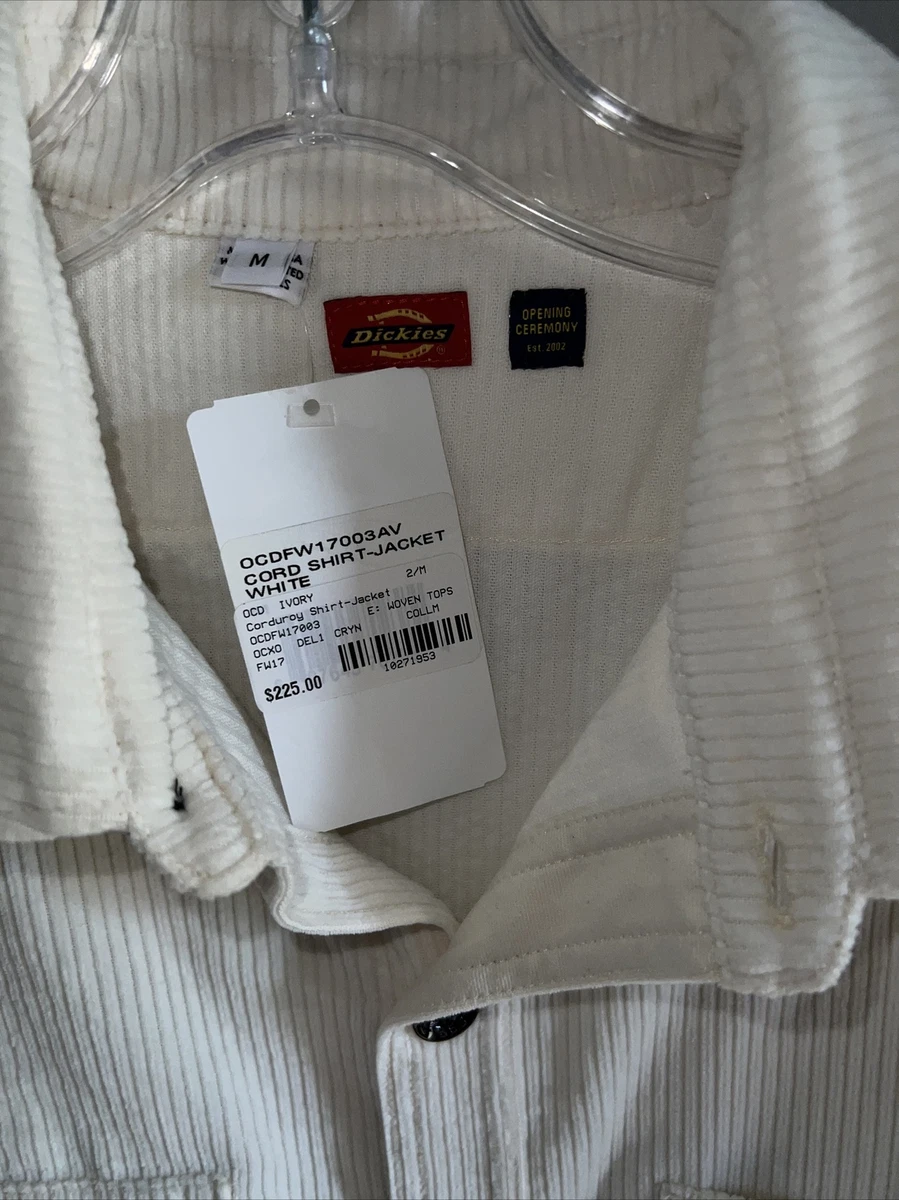 M
A
TED
S
Dickies
®
OPENING
CEREMONY
Est. 2002
OCDFW17003AV
CORD SHIRT-JACKET
WHITE
2/M
OCD IVORY
Corduroy Shirt-Jacket
OCDFW17003 E: WOVEN TOPS
OCXO DEL1 CRYN COLLM
FW17
10271953
$225.00